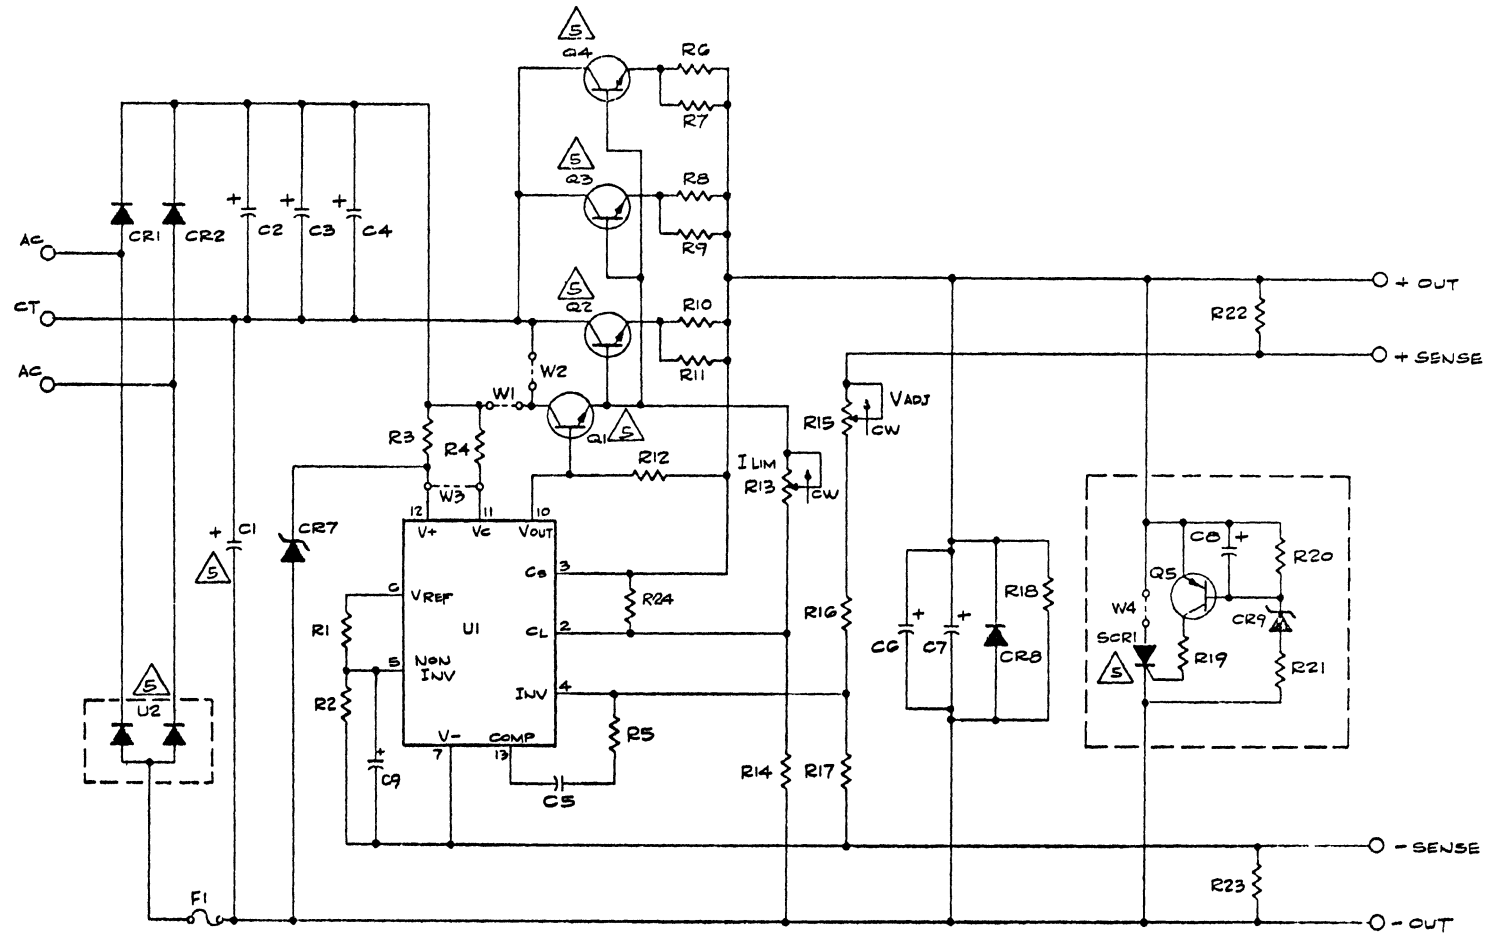 5
Q4
R6
R7
5
Q3
R8
R9
AC
CR1
CR2
+
C2
+
C3
+
C4
CT
5
Q2
R10
R11
+ OUT
R22
+ SENSE
AC
W2
W1
Q1
5
R3
R4
R12
I LIM
R13
CW
R15
VADJ
CW
W3
12
11
10
V+
VC
VOUT
+
C1
5
CR7
CS
3
6
VREF
R24
R1
U1
CL
2
5
NON
INV
INV
4
R2
R5
V-
COMP
7
13
+
C9
C5
R14
R17
R16
+
C6
+
C7
CR8
R18
C8
+
R20
Q5
W4
CR9
SCR1
5
R19
R21
5
U2
- SENSE
R23
F1
- OUT